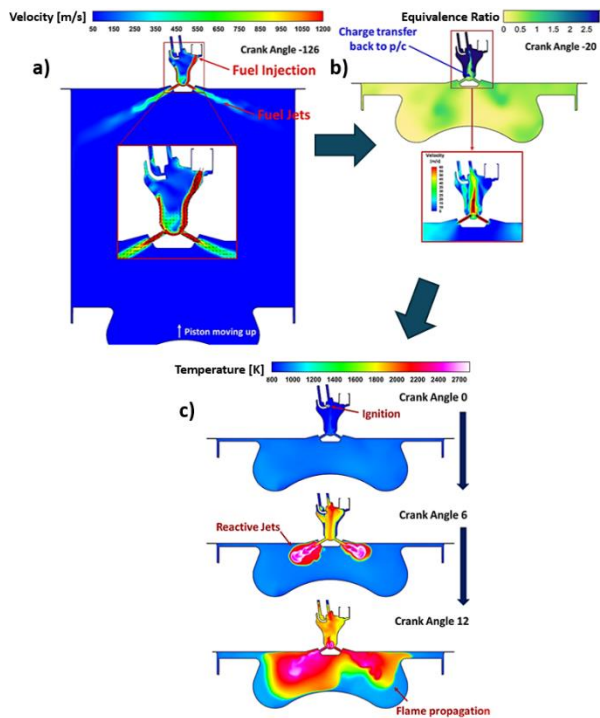 Velocity [m/s]
50 150 250 350 450 550 650 750 850 950 1050 1200
Crank Angle -126
a)
Fuel Injection
Fuel Jets
Piston moving up
Equivalence Ratio
0 0.5 1 1.5 2 2.5
Charge transfer
back to p/c
Crank Angle -20
b)
Velocity
Temperature [K]
800 1000 1200 1400 1600 1800 2000 2200 2400 2700
c)
Crank Angle 0
Ignition
Crank Angle 6
Reactive Jets
Crank Angle 12
Flame propagation